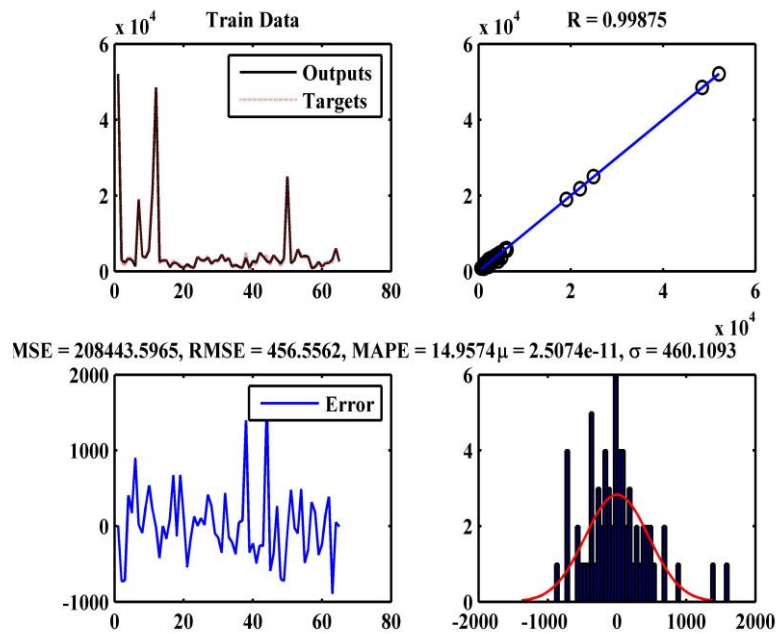 Train Data
x 10^4
6
4
2
0
0 20 40 60 80
Outputs
Targets
R = 0.99875
x 10^4
6
4
2
0
0 2 4 6
x 10^4
MSE = 208443.5965, RMSE = 456.5562, MAPE = 14.9574
μ = 2.5074e-11, σ = 460.1093
2000
1000
0
-1000
0 20 40 60 80
Error
6
4
2
0
-2000 -1000 0 1000 2000